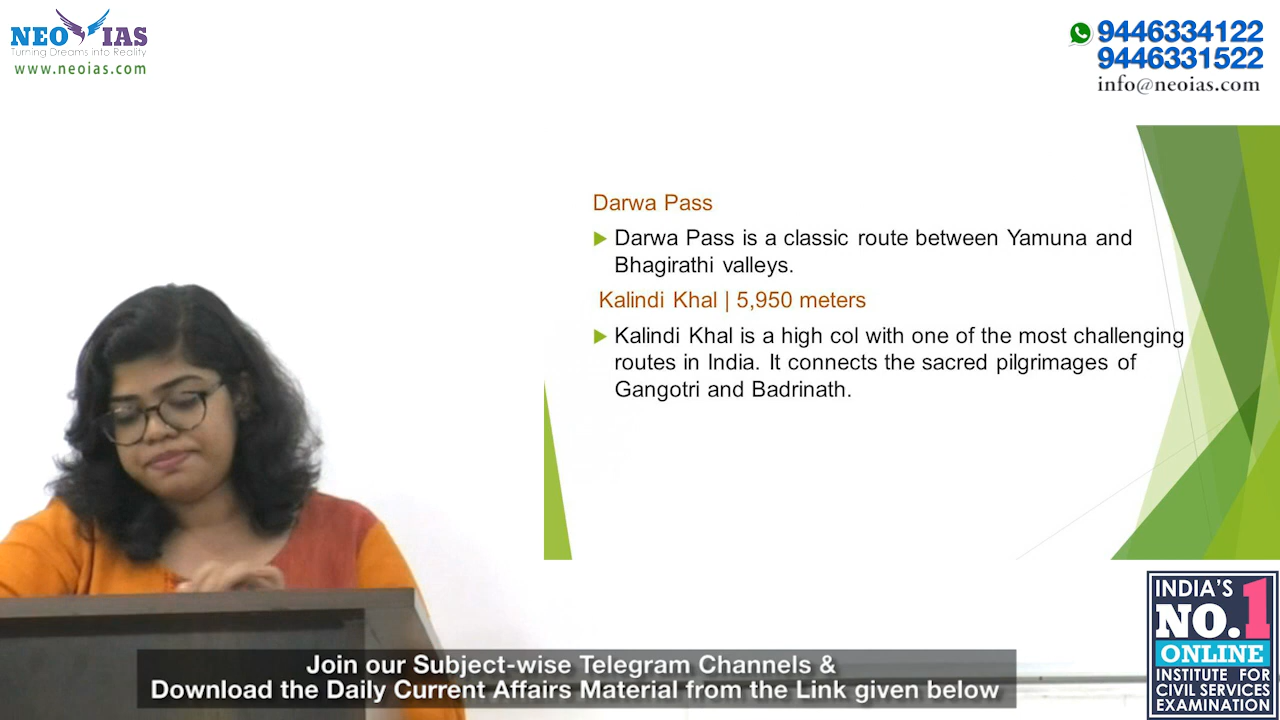 NEO IAS
Turning Dreams into Reality
www.neoias.com
9446334122
9446331522
info@neoias.com
Darwa Pass
Darwa Pass is a classic route between Yamuna and
Bhagirathi valleys.
Kalindi Khal | 5,950 meters
Kalindi Khal is a high col with one of the most challenging
routes in India. It connects the sacred pilgrimages of
Gangotri and Badrinath.
INDIA'S
NO.1
ONLINE
INSTITUTE FOR
CIVIL SERVICES
EXAMINATION
Join our Subject-wise Telegram Channels &
Download the Daily Current Affairs Material from the Link given below